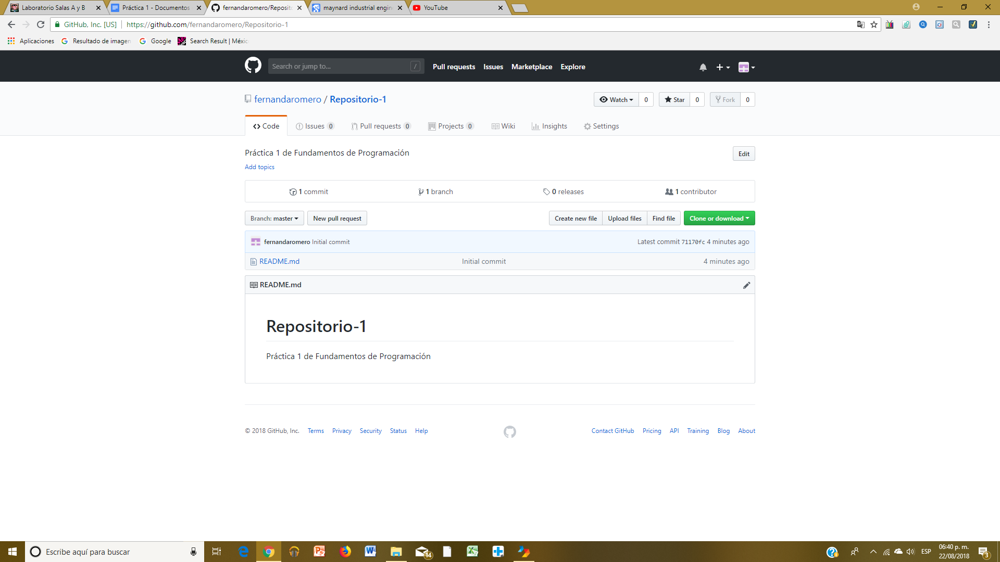 Laboratorio Salas A y B
Práctica 1 - Documentos
fernandaromero/Reposito
maynard industrial engin
YouTube
GitHub, Inc. [US]
https://github.com/fernandaromero/Repositorio-1
Aplicaciones
Resultado de imagen
Google
Search Result | Méxic
Search or jump to...
/
Pull requests
Issues
Marketplace
Explore
fernandaromero / Repositorio-1
Watch 0
Star 0
Fork 0
Code
Issues 0
Pull requests 0
Projects 0
Wiki
Insights
Settings
Práctica 1 de Fundamentos de Programación
Edit
Add topics
1 commit
1 branch
0 releases
1 contributor
Branch: master
New pull request
Create new file
Upload files
Find file
Clone or download
fernandaromero Initial commit
Latest commit 71170fc 4 minutes ago
README.md
Initial commit
4 minutes ago
README.md
Repositorio-1
Práctica 1 de Fundamentos de Programación
© 2018 GitHub, Inc.
Terms
Privacy
Security
Status
Help
Contact GitHub
Pricing
API
Training
Blog
About
Escribe aquí para buscar
14
ESP
06:40 p. m.
22/08/2018
3